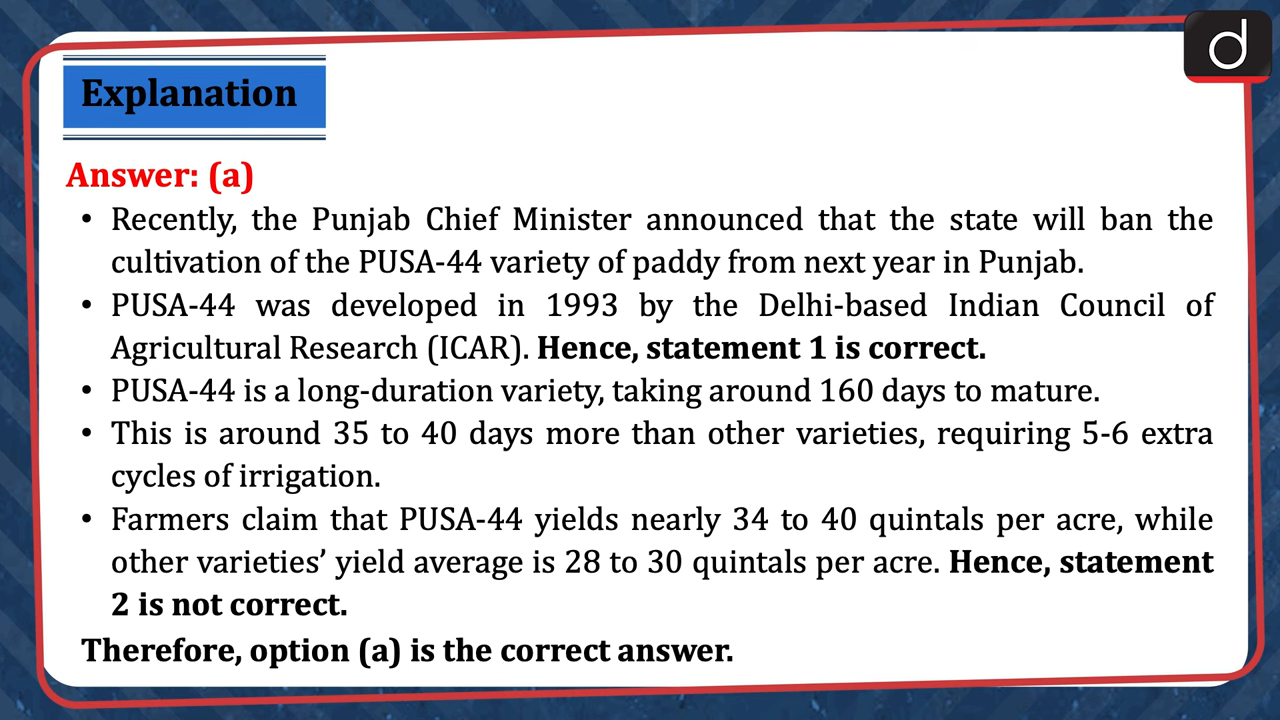 d
Explanation
Answer: (a)
• Recently, the Punjab Chief Minister announced that the state will ban the
cultivation of the PUSA-44 variety of paddy from next year in Punjab.
• PUSA-44 was developed in 1993 by the Delhi-based Indian Council of
Agricultural Research (ICAR). Hence, statement 1 is correct.
• PUSA-44 is a long-duration variety, taking around 160 days to mature.
• This is around 35 to 40 days more than other varieties, requiring 5-6 extra
cycles of irrigation.
• Farmers claim that PUSA-44 yields nearly 34 to 40 quintals per acre, while
other varieties’ yield average is 28 to 30 quintals per acre. Hence, statement
2 is not correct.
Therefore, option (a) is the correct answer.